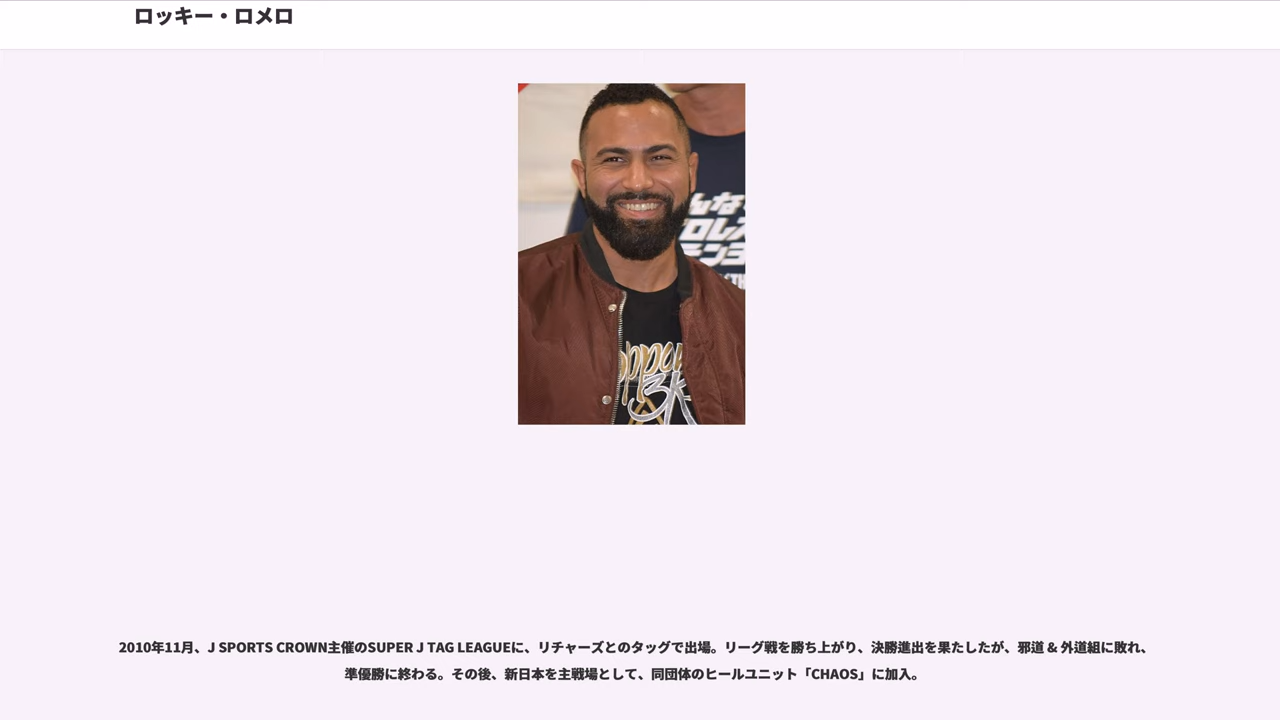 ロッキー・ロメロ
3K
2010年11月、J SPORTS CROWN主催のSUPER J TAG LEAGUEに、リチャーズとのタッグで出場。リーグ戦を勝ち上がり、決勝進出を果たしたが、邪道 & 外道組に敗れ、
準優勝に終わる。その後、新日本を主戦場として、同団体のヒールユニット「CHAOS」に加入。